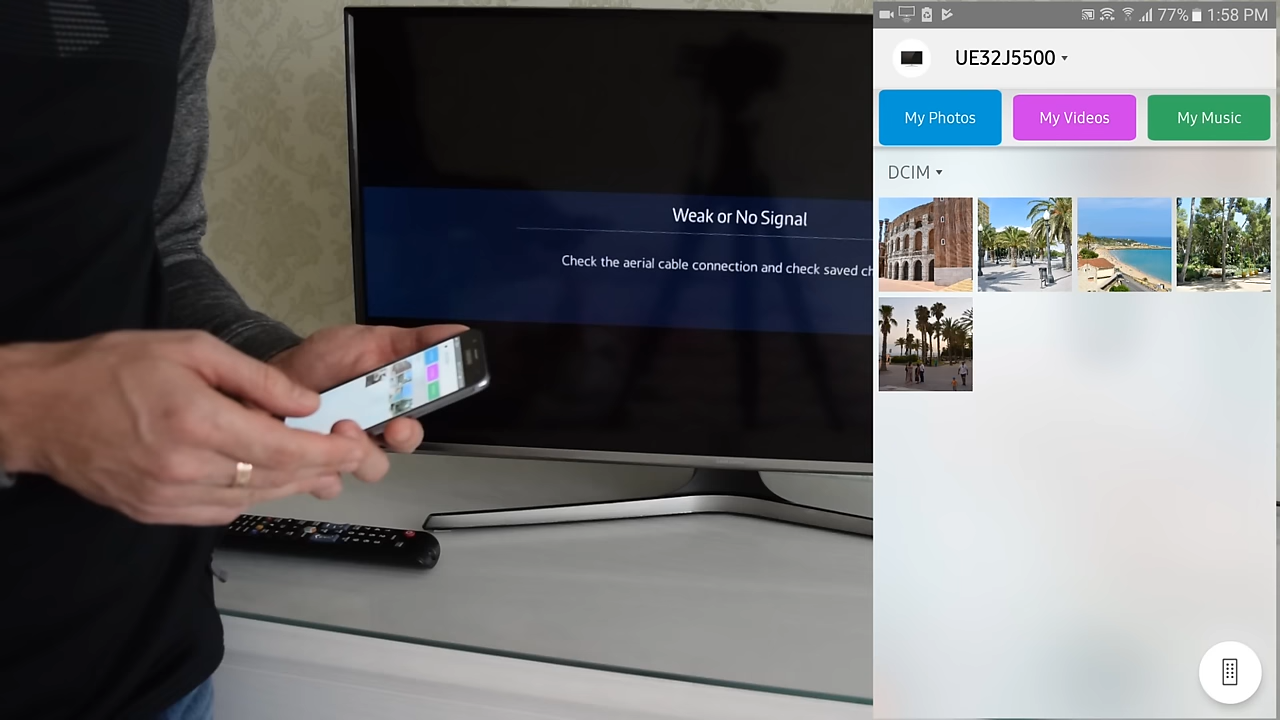 Weak or No Signal
Check the aerial cable connection and check saved
77% 1:58 PM
UE32J5500
My Photos
My Videos
My Music
DCIM